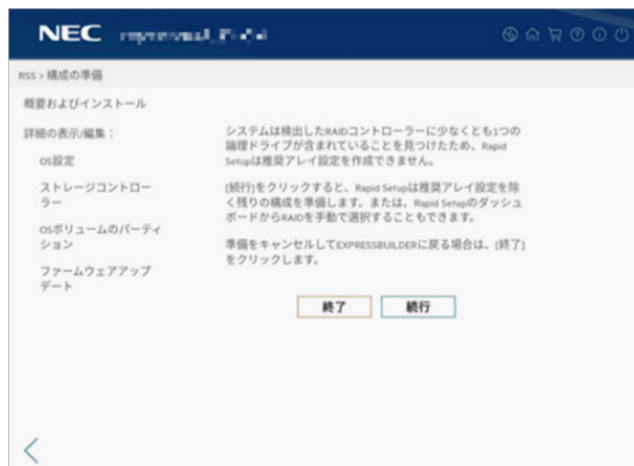 NEC
RSS » 構成の準備
概要およびインストール
詳細の表示/編集：
OS設定
ストレージコントロー
ラー
OSボリュームのパーティ
ション
ファームウェアアップ
デート
システムは検出したRAIDコントローラーに少なくとも1つの
論理ドライブが含まれていることを見つけたため、Rapid
Setupは推奨アレイ設定を作成できません。
[続行]をクリックすると、Rapid Setupは推奨アレイ設定を除
く残りの構成を準備します。または、Rapid Setupのダッシュ
ボードからRAIDを手動で選択することもできます。
準備をキャンセルしてEXPRESSBUILDERに戻る場合は、[終了]
をクリックします。
終了
続行